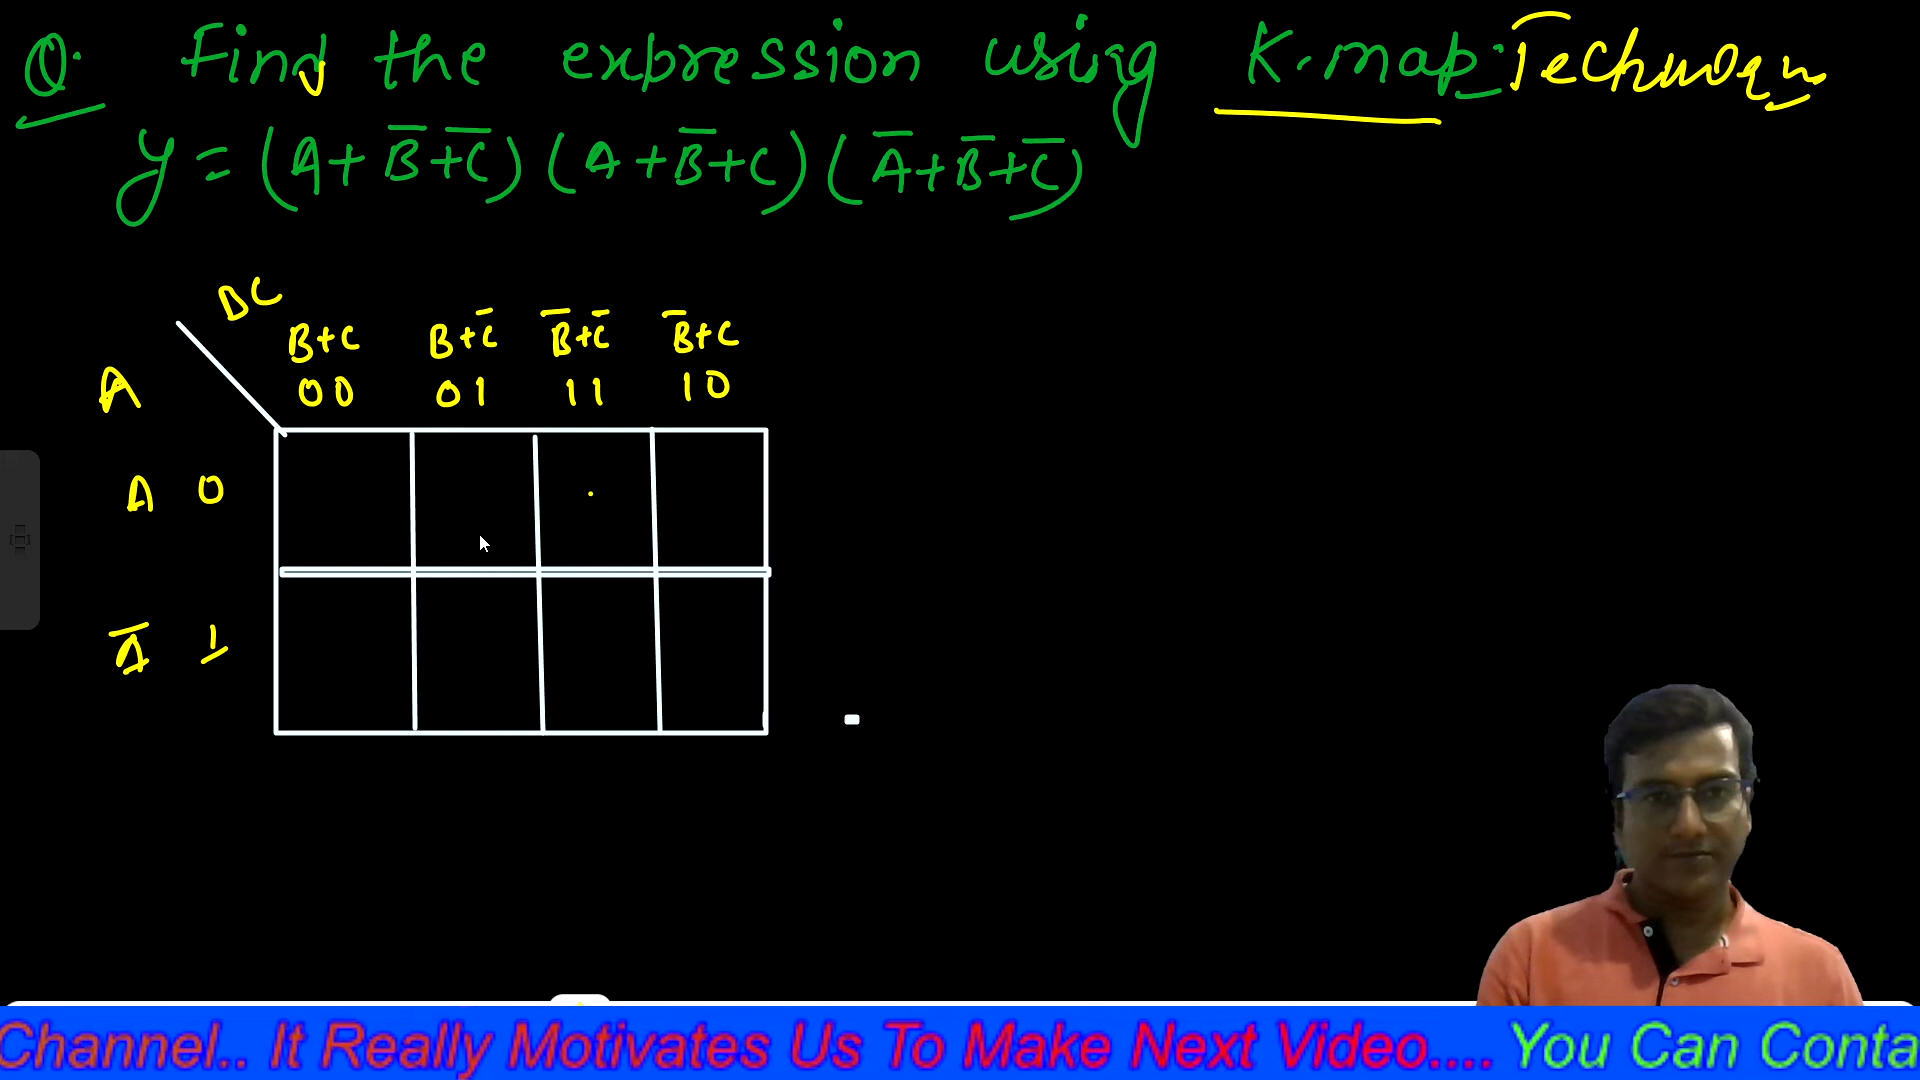 Q. Find the expression using K-map
y = (A + B̅ + C̅) (A + B̅ + C) (A̅ + B̅ + C̅)
BC
B+C B+C̅ B̅+C̅ B̅+C
A 00 01 11 10
A 0
A̅ 1
Channel.. It Really Motivates Us To Make Next Video.... You Can Conta